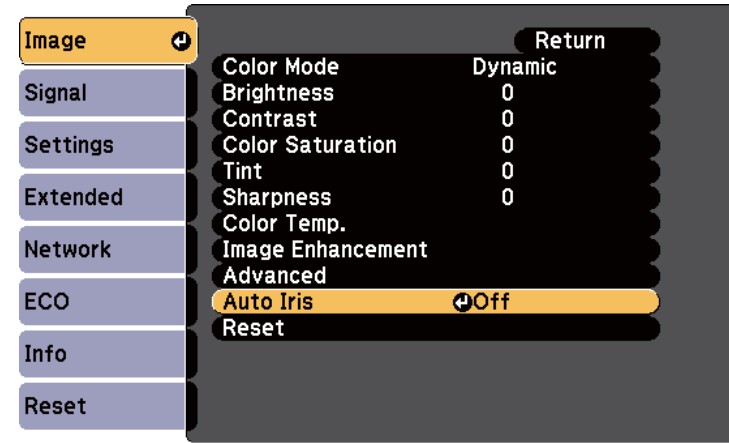 Image
Signal
Settings
Extended
Network
ECO
Info
Reset
Return
Color Mode Dynamic
Brightness 0
Contrast 0
Color Saturation 0
Tint 0
Sharpness 0
Color Temp.
Image Enhancement
Advanced
Auto Iris Off
Reset